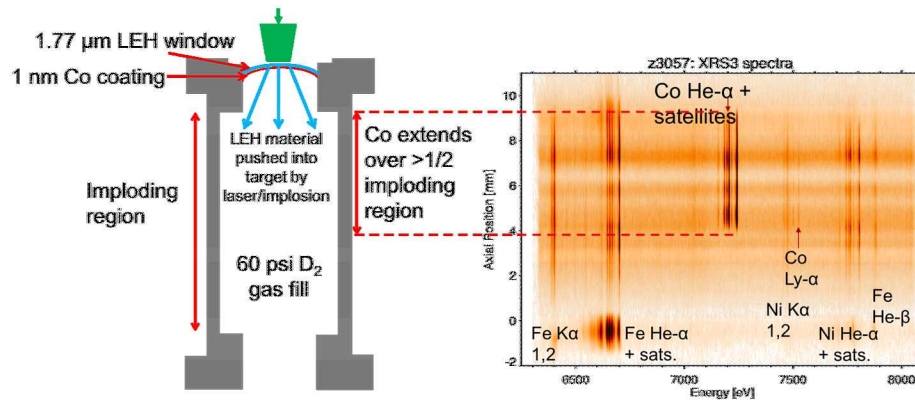 1.77 μm LEH window
1 nm Co coating
LEH material
pushed into
target by
laser/implosion
Imploding
region
60 psi D2
gas fill
Co extends
over >1/2
imploding
region
z3057: XRS3 spectra
Co He-α +
satellites
Co
Ly-α
Fe Kα
1,2
Fe He-α
+ sats.
Ni Kα
1,2
Ni He-α
+ sats.
Fe
He-β
Axial Position [mm]
10
8
6
4
2
0
-2
6500
7000
7500
8000
Energy [eV]